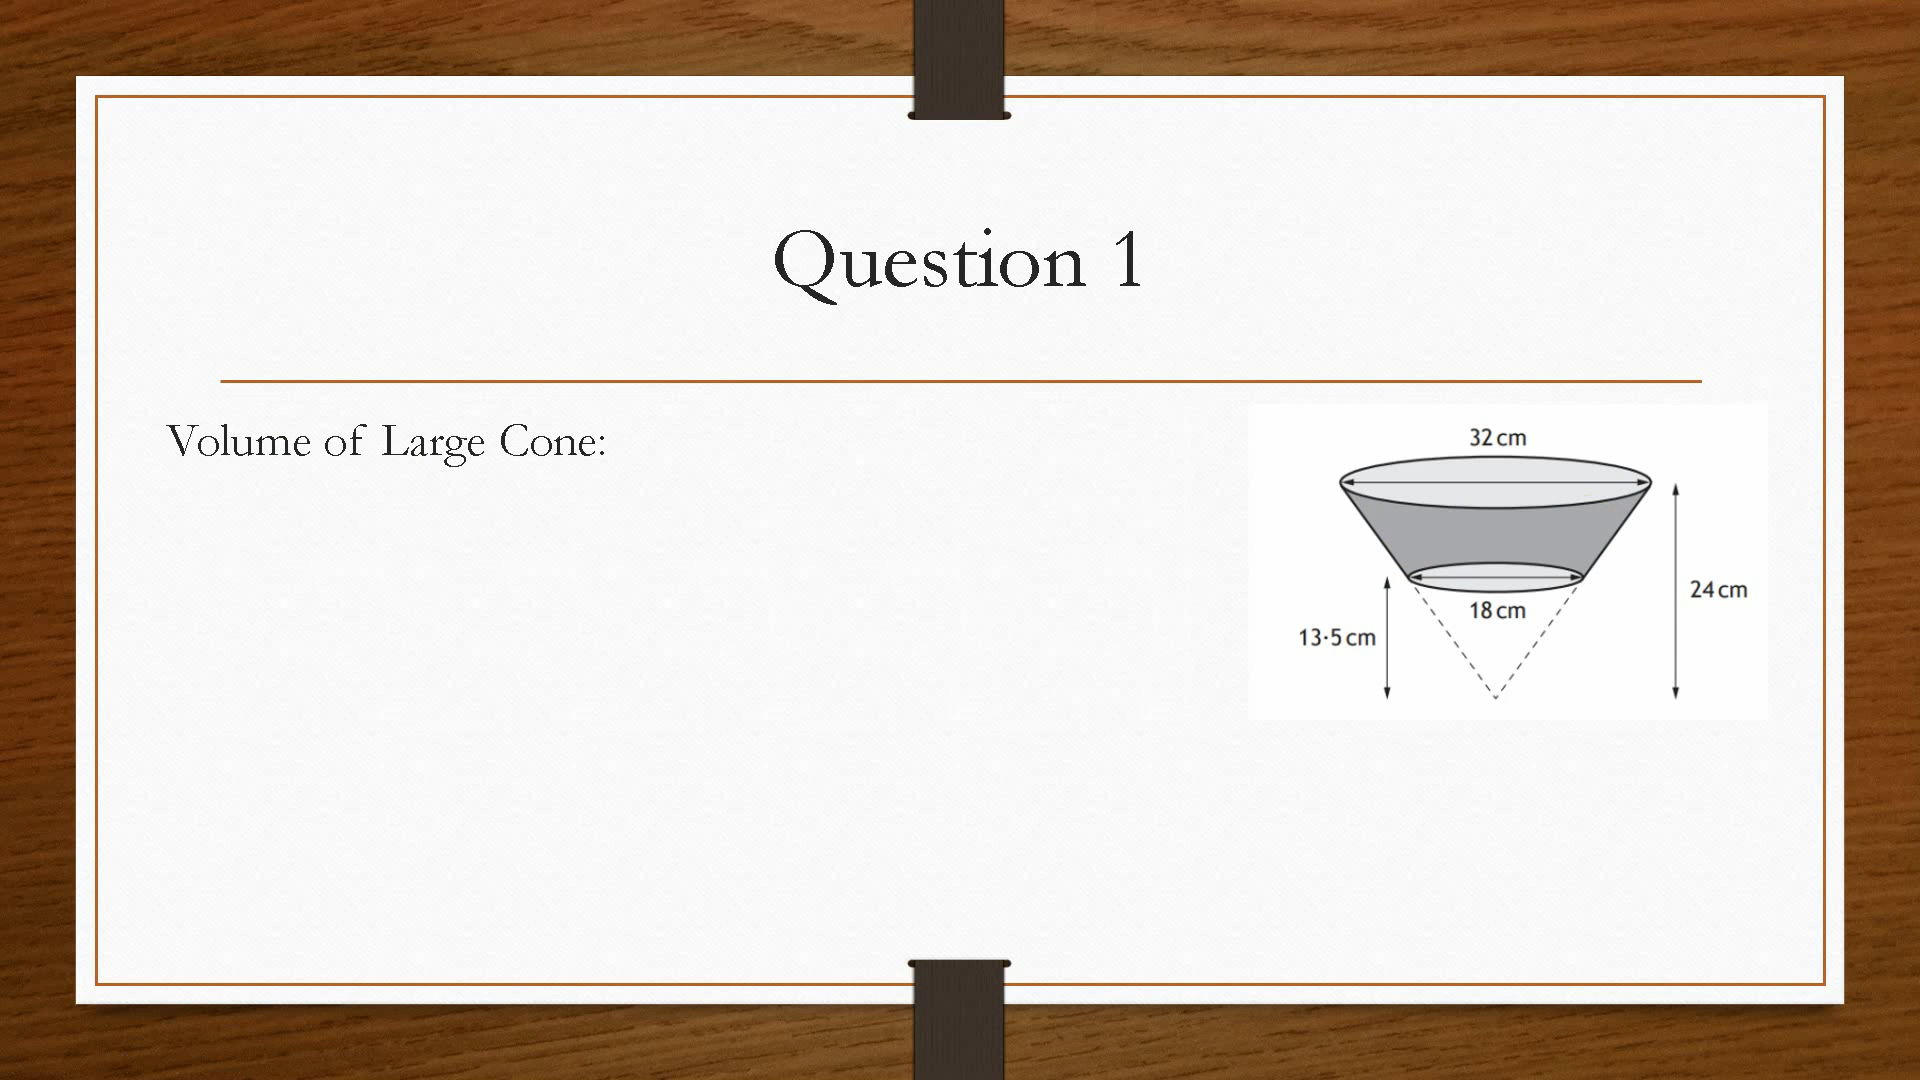 Question 1
Volume of Large Cone:
32 cm
18 cm
24 cm
13·5 cm